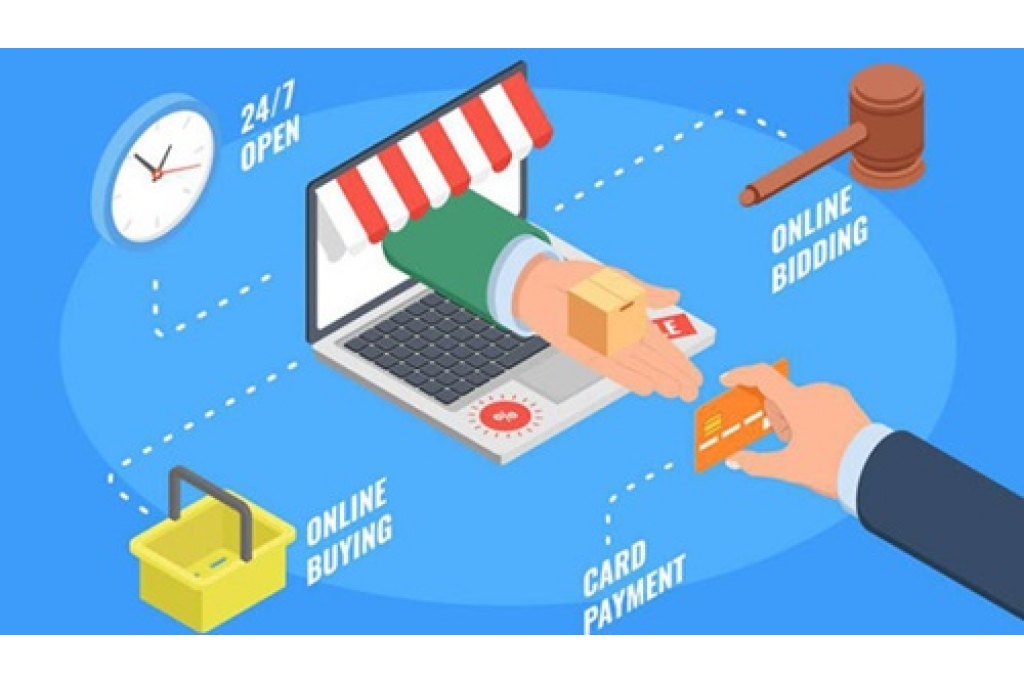 24/7
OPEN
ONLINE
BIDDING
E
%
ONLINE
BUYING
CARD
PAYMENT